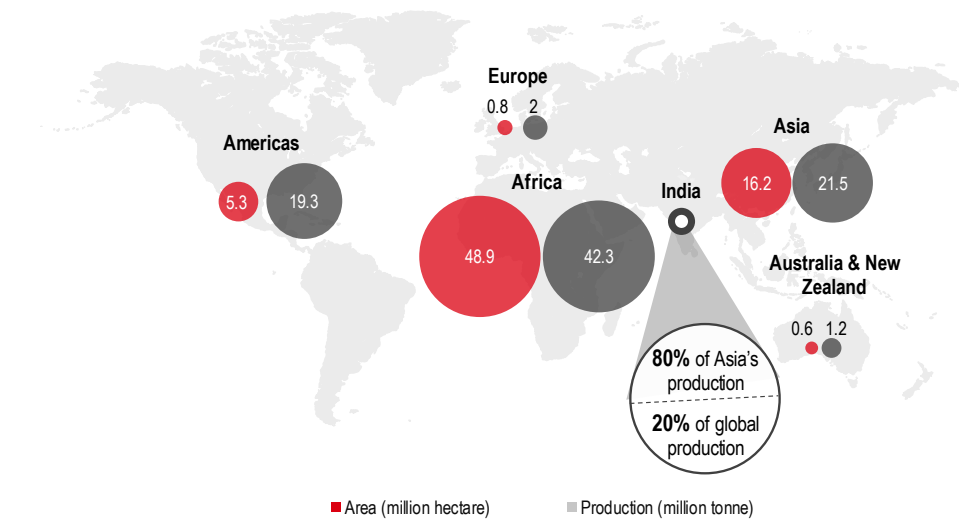 Europe
0.8 2
Americas
5.3 19.3
Africa
48.9 42.3
India
Asia
16.2 21.5
Australia & New
Zealand
0.6 1.2
80% of Asia's
production
20% of global
production
Area (million hectare) Production (million tonne)